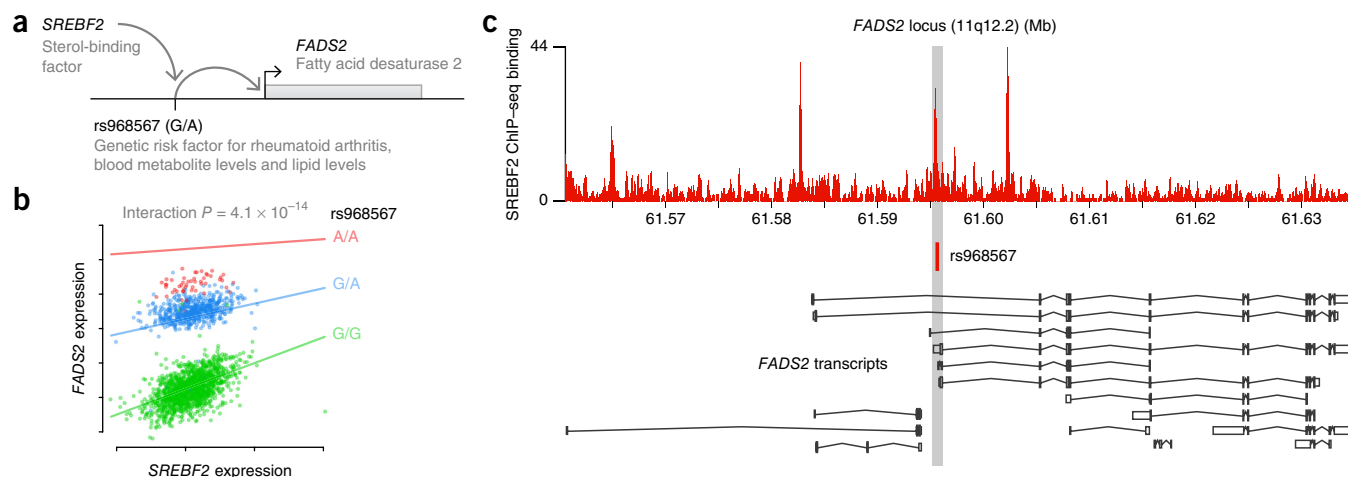 a
SREBF2
Sterol-binding
factor
FADS2
Fatty acid desaturase 2
rs968567 (G/A)
Genetic risk factor for rheumatoid arthritis,
blood metabolite levels and lipid levels
b
Interaction P = 4.1 × 10⁻¹⁴
rs968567
A/A
G/A
G/G
FADS2 expression
SREBF2 expression
c
FADS2 locus (11q12.2) (Mb)
44
0
SREBF2 ChIP–seq binding
61.57 61.58 61.59 61.60 61.61 61.62 61.63
rs968567
FADS2 transcripts